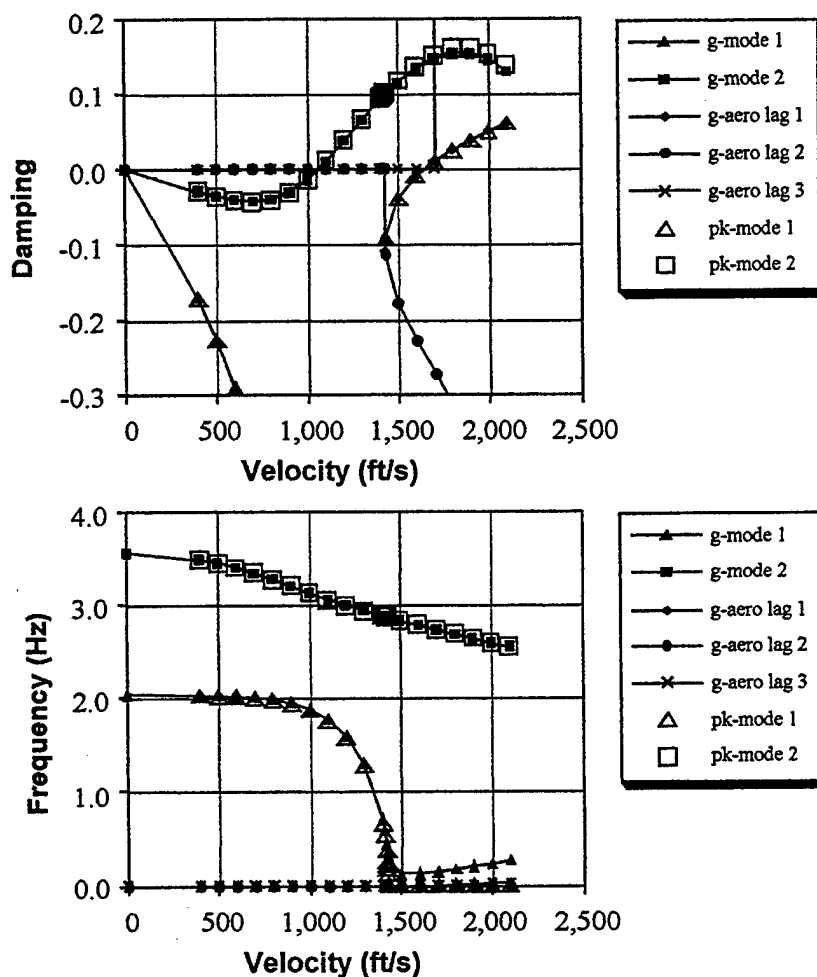 0.2
0.1
0.0
-0.1
-0.2
-0.3
Damping
0
500
1,000
1,500
2,000
2,500
Velocity (ft/s)
g-mode 1
g-mode 2
g-aero lag 1
g-aero lag 2
g-aero lag 3
pk-mode 1
pk-mode 2
4.0
3.0
2.0
1.0
0.0
Frequency (Hz)
0
500
1,000
1,500
2,000
2,500
Velocity (ft/s)
g-mode 1
g-mode 2
g-aero lag 1
g-aero lag 2
g-aero lag 3
pk-mode 1
pk-mode 2